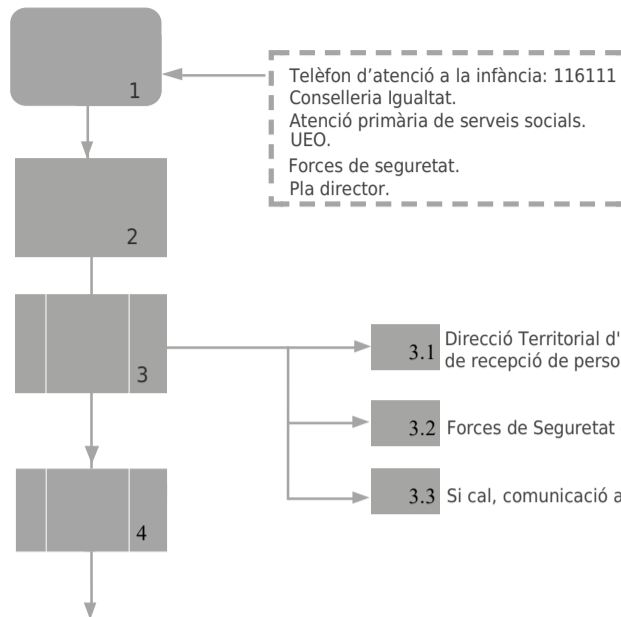 1
Telèfon d’atenció a la infància: 116111
Conselleria Igualtat.
Atenció primària de serveis socials.
UEO.
Forces de seguretat.
Pla director.
2
3
3.1 Direcció Territorial d'
de recepció de perso
3.2 Forces de Seguretat
3.3 Si cal, comunicació a
4